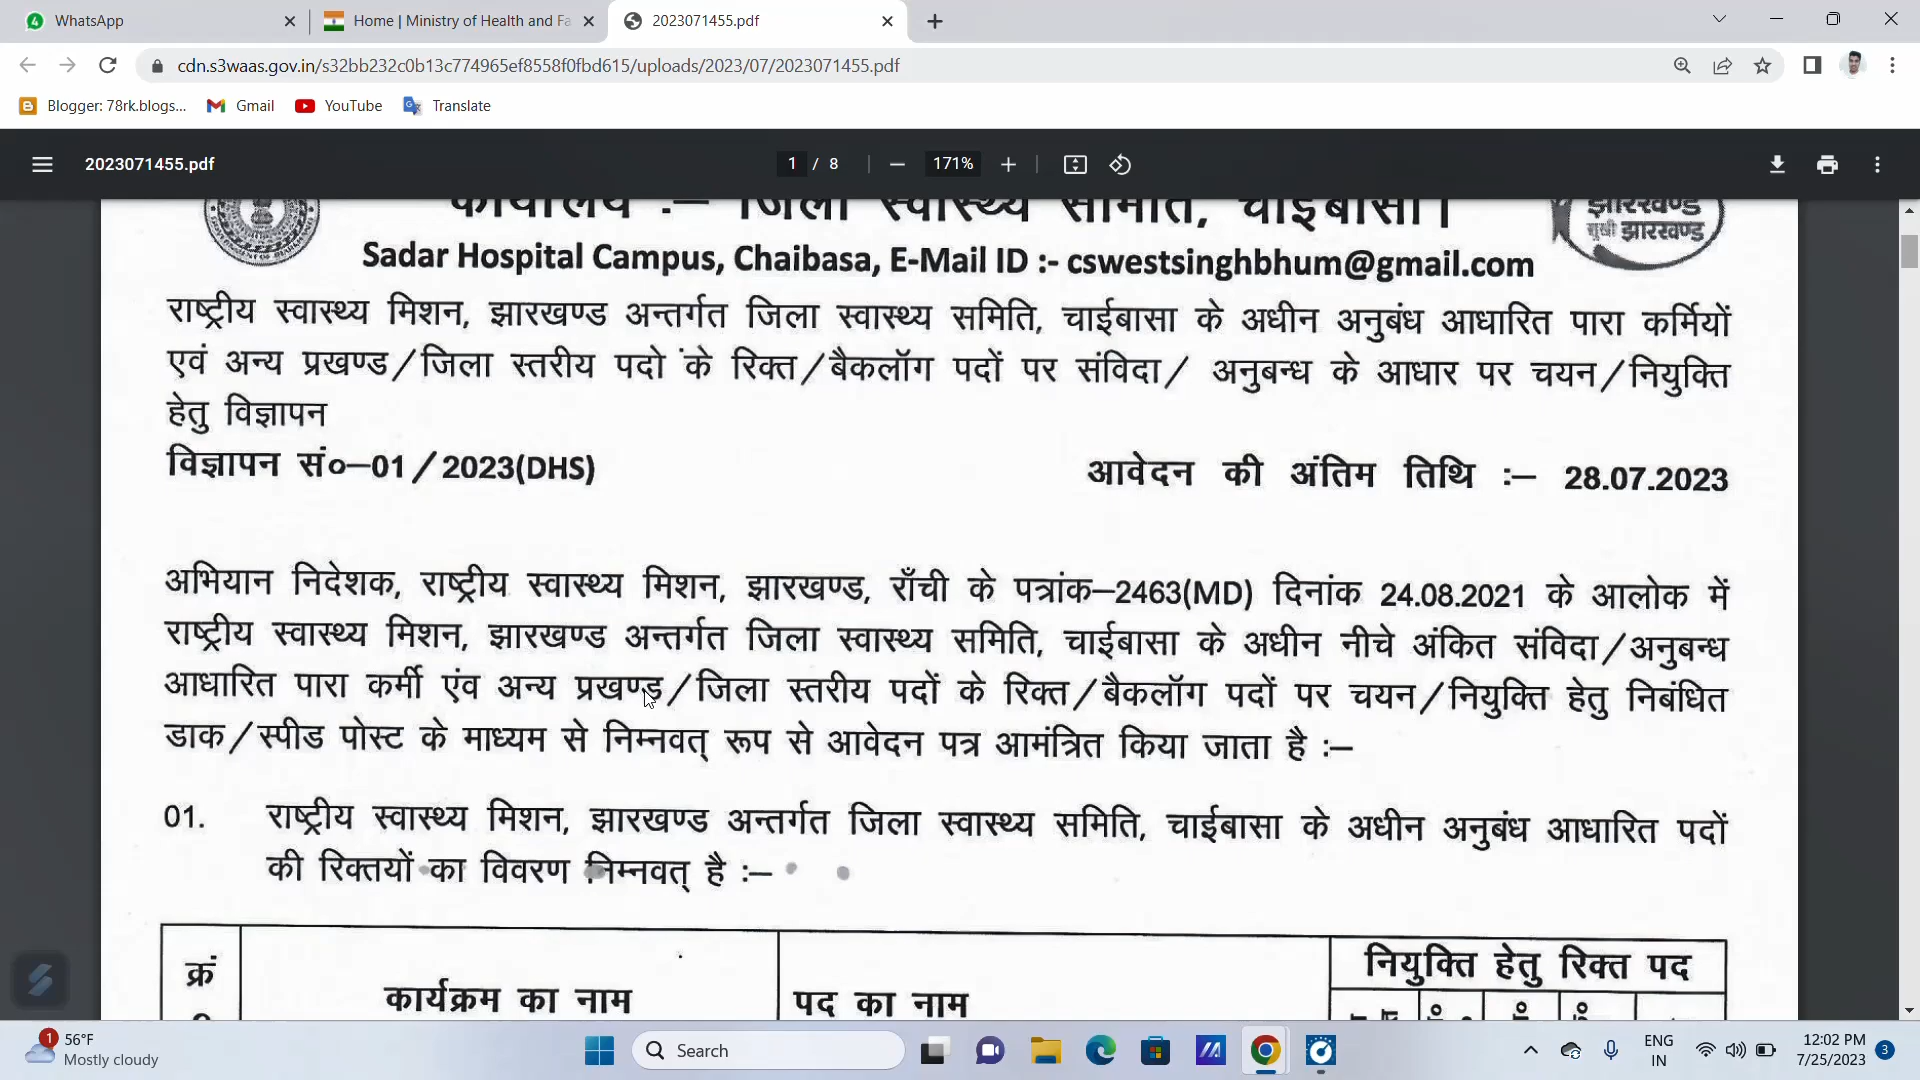 WhatsApp
Home | Ministry of Health and Fa
2023071455.pdf
cdn.s3waas.gov.in/s32bb232c0b13c774965ef8558f0fbd615/uploads/2023/07/2023071455.pdf
Blogger: 78rk.blogs...
Gmail
YouTube
Translate
2023071455.pdf
1 / 8
171%
कार्यालय :– जिला स्वास्थ्य समिति, चाईबासा।
झारखण्ड
सुखी झारखण्ड
Sadar Hospital Campus, Chaibasa, E-Mail ID :- cswestsinghbhum@gmail.com
राष्ट्रीय स्वास्थ्य मिशन, झारखण्ड अन्तर्गत जिला स्वास्थ्य समिति, चाईबासा के अधीन अनुबंध आधारित पारा कर्मियों
एवं अन्य प्रखण्ड/जिला स्तरीय पदो के रिक्त/बैकलॉग पदों पर संविदा/ अनुबन्ध के आधार पर चयन/नियुक्ति
हेतु विज्ञापन
विज्ञापन सं०–01/2023(DHS)
आवेदन की अंतिम तिथि :– 28.07.2023
अभियान निदेशक, राष्ट्रीय स्वास्थ्य मिशन, झारखण्ड, राँची के पत्रांक–2463(MD) दिनांक 24.08.2021 के आलोक में
राष्ट्रीय स्वास्थ्य मिशन, झारखण्ड अन्तर्गत जिला स्वास्थ्य समिति, चाईबासा के अधीन नीचे अंकित संविदा/अनुबन्ध
आधारित पारा कर्मी एंव अन्य प्रखण्ड/जिला स्तरीय पदों के रिक्त/बैकलॉग पदों पर चयन/नियुक्ति हेतु निबंधित
डाक/स्पीड पोस्ट के माध्यम से निम्नवत् रूप से आवेदन पत्र आमंत्रित किया जाता है :–
01. राष्ट्रीय स्वास्थ्य मिशन, झारखण्ड अन्तर्गत जिला स्वास्थ्य समिति, चाईबासा के अधीन अनुबंध आधारित पदों
की रिक्तयों का विवरण निम्नवत् है :–
क्रं
कार्यक्रम का नाम
पद का नाम
नियुक्ति हेतु रिक्त पद
1
56°F
Mostly cloudy
Search
ENG
IN
12:02 PM
7/25/2023
3